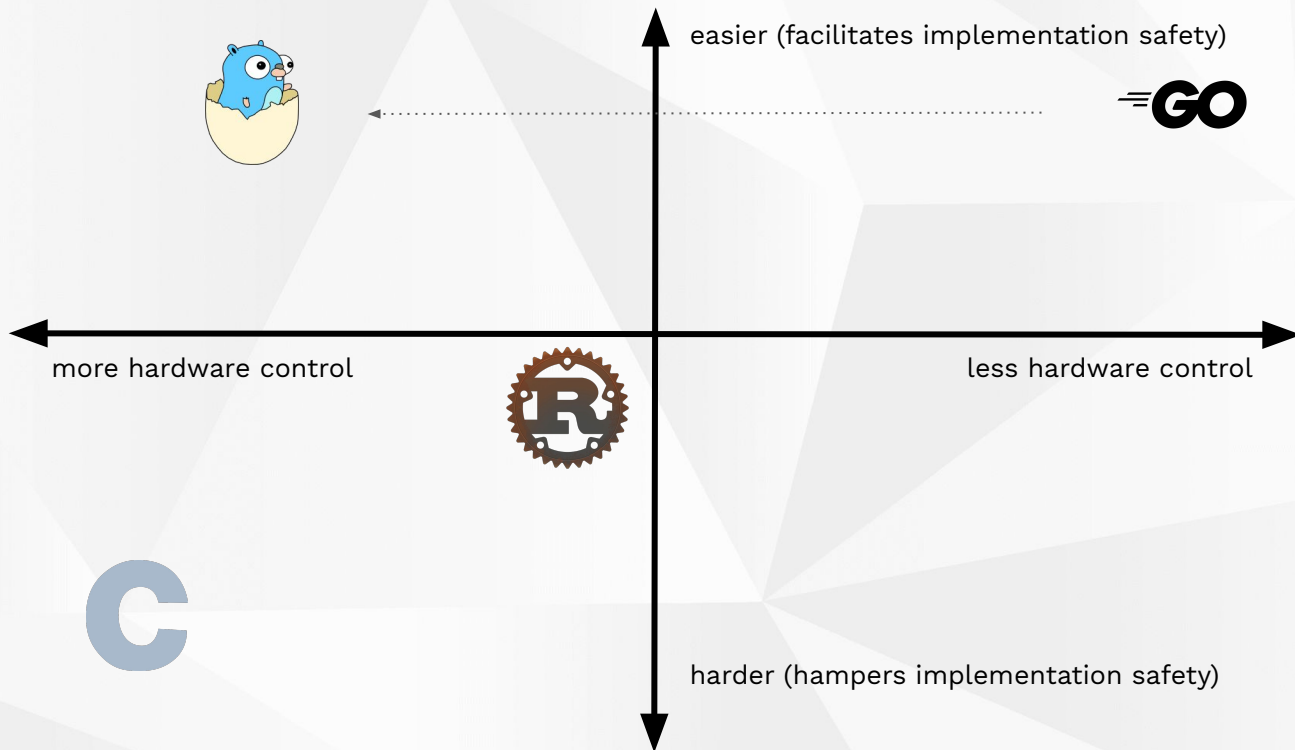 easier (facilitates implementation safety)
GO
more hardware control
less hardware control
R
C
harder (hampers implementation safety)